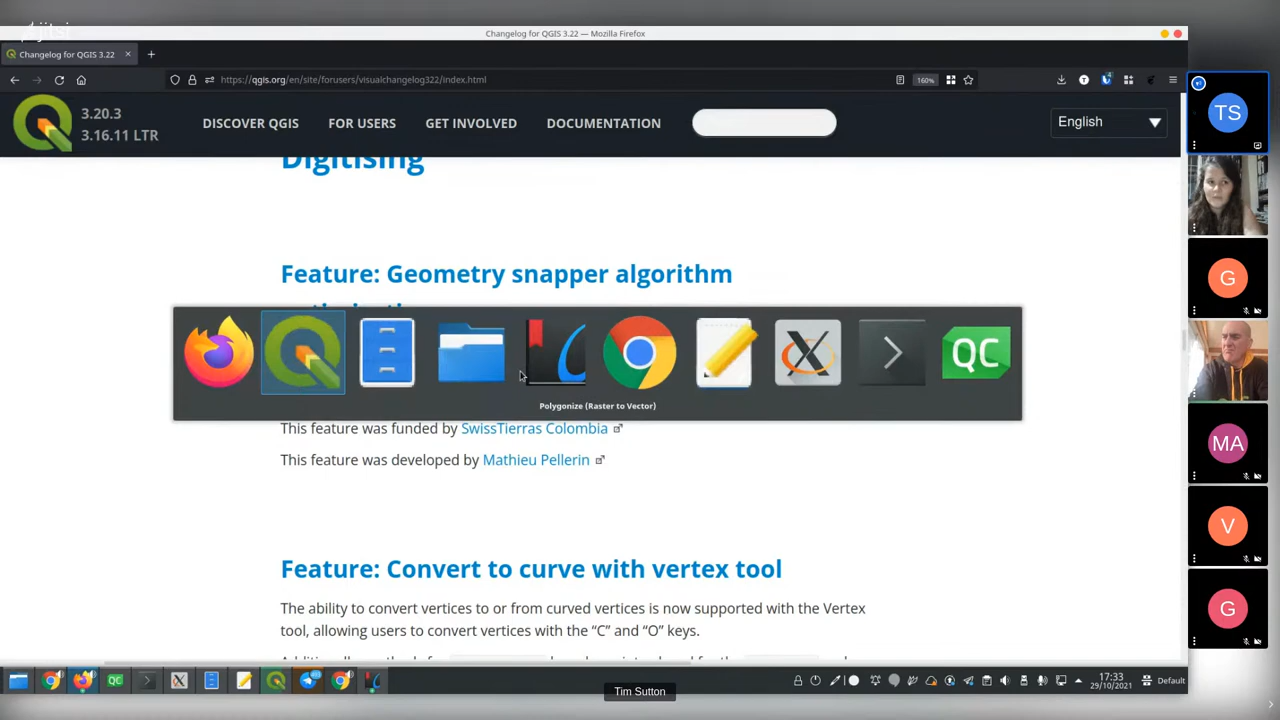 jitsi
Changelog for QGIS 3.22 — Mozilla Firefox
Changelog for QGIS 3.22
https://qgis.org/en/site/forusers/visualchangelog322/index.html
160%
3.20.3
3.16.11 LTR
DISCOVER QGIS
FOR USERS
GET INVOLVED
DOCUMENTATION
English
TS
Digitising
Feature: Geometry snapper algorithm
G
QC
Polygonize (Raster to Vector)
This feature was funded by SwissTierras Colombia
MA
This feature was developed by Mathieu Pellerin
V
Feature: Convert to curve with vertex tool
The ability to convert vertices to or from curved vertices is now supported with the Vertex
tool, allowing users to convert vertices with the “C” and “O” keys.
G
QC
17:33
29/10/2021
Default
Tim Sutton